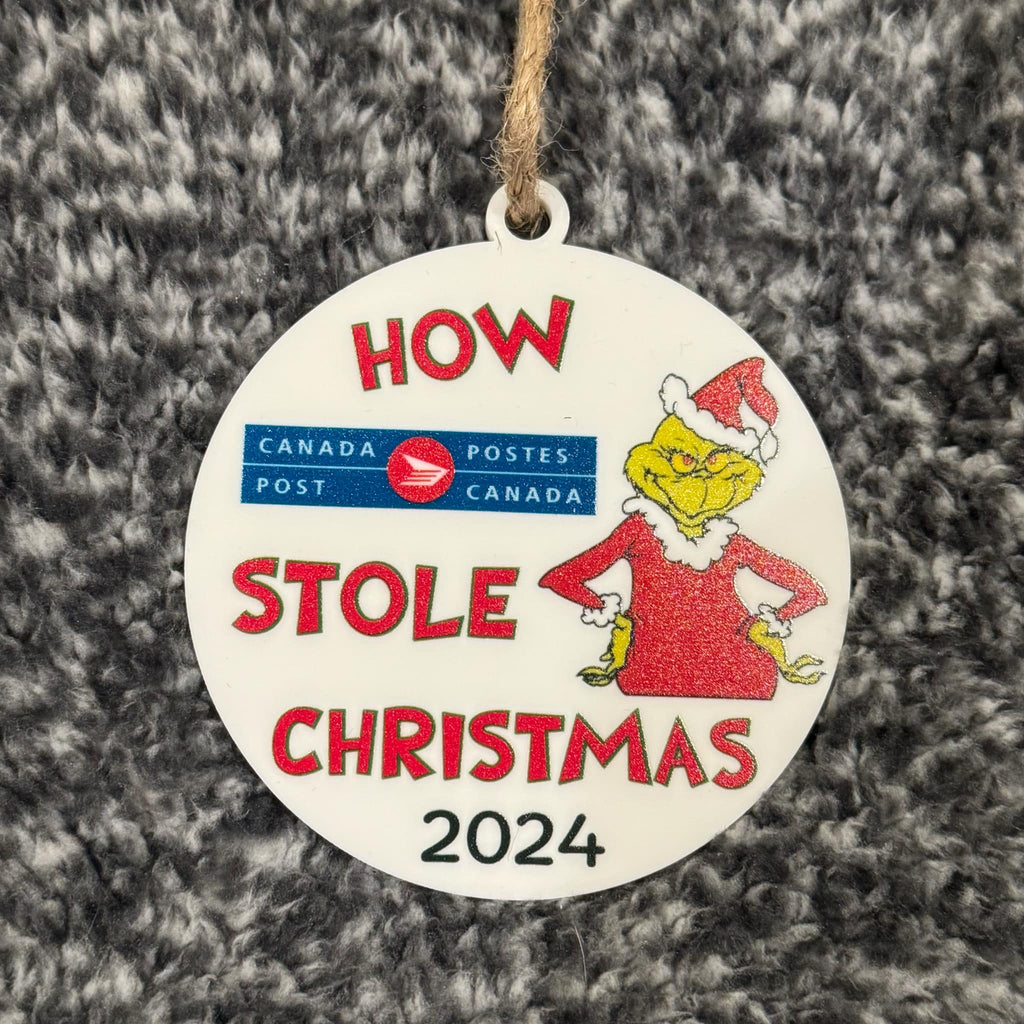 HOW
CANADA POSTES
POST CANADA
STOLE
CHRISTMAS
2024